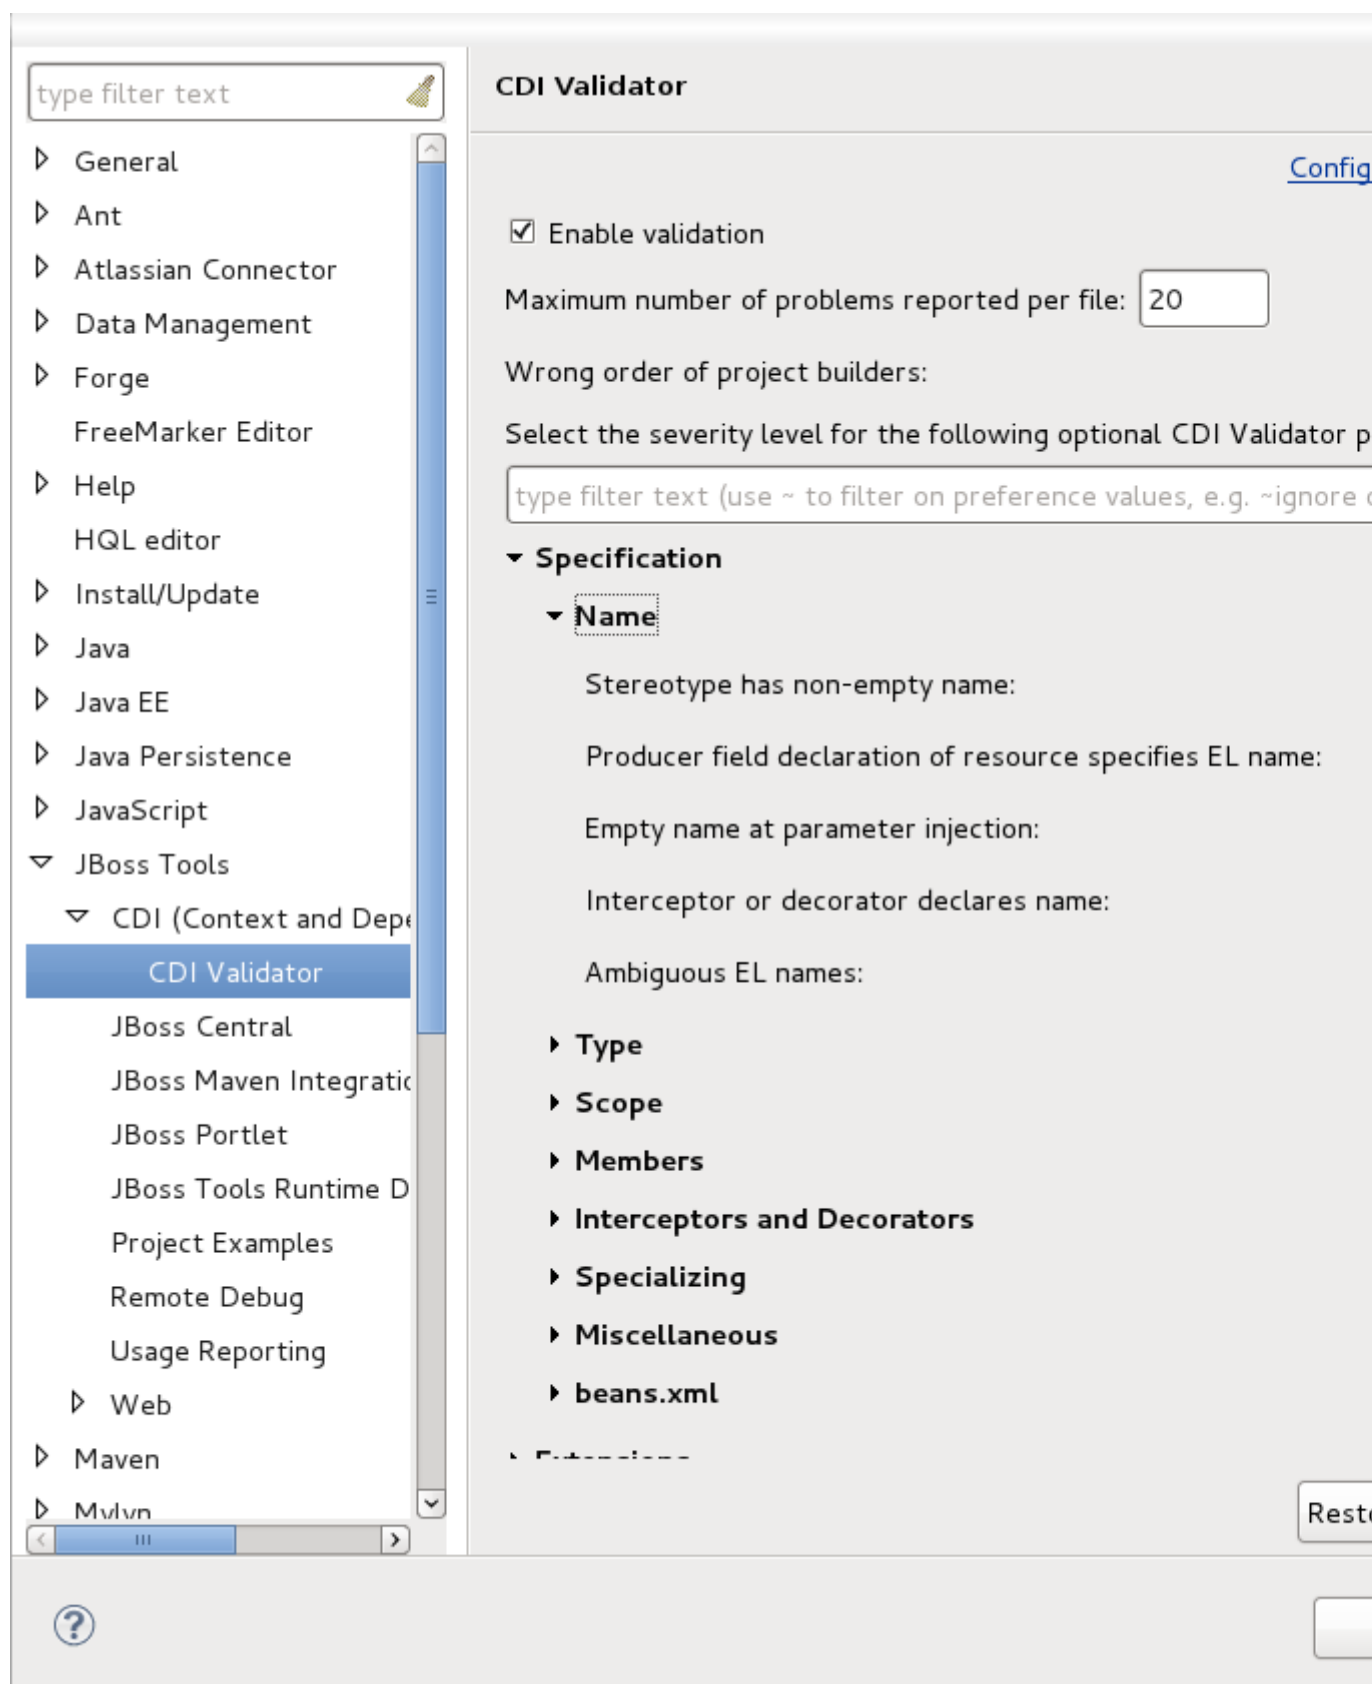 type filter text
General
Ant
Atlassian Connector
Data Management
Forge
FreeMarker Editor
Help
HQL editor
Install/Update
Java
Java EE
Java Persistence
JavaScript
JBoss Tools
CDI (Context and Depe
CDI Validator
JBoss Central
JBoss Maven Integratio
JBoss Portlet
JBoss Tools Runtime D
Project Examples
Remote Debug
Usage Reporting
Web
Maven
Mylyn
CDI Validator
Config
Enable validation
Maximum number of problems reported per file: 20
Wrong order of project builders:
Select the severity level for the following optional CDI Validator p
type filter text (use ~ to filter on preference values, e.g. ~ignore o
Specification
Name
Stereotype has non-empty name:
Producer field declaration of resource specifies EL name:
Empty name at parameter injection:
Interceptor or decorator declares name:
Ambiguous EL names:
Type
Scope
Members
Interceptors and Decorators
Specializing
Miscellaneous
beans.xml
Extensions
Resto